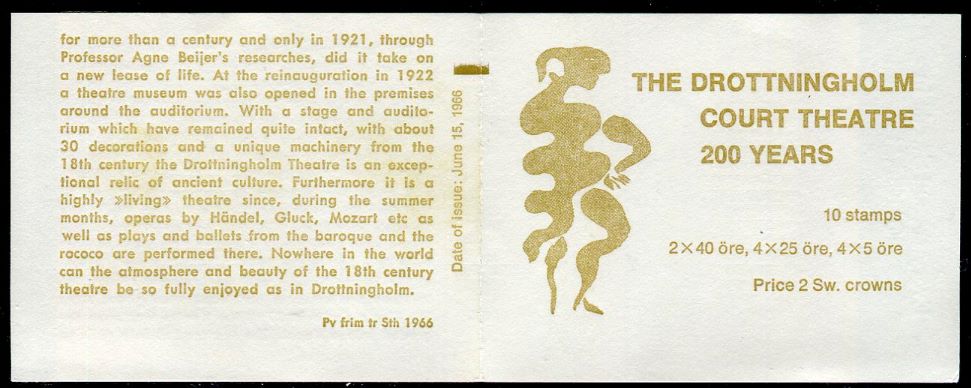 for more than a century and only in 1921, through
Professor Agne Beijer's researches, did it take on
a new lease of life. At the reinauguration in 1922
a theatre museum was also opened in the premises
around the auditorium. With a stage and audito-
rium which have remained quite intact, with about
30 decorations and a unique machinery from the
18th century the Drottningholm Theatre is an excep-
tional relic of ancient culture. Furthermore it is a
highly »living» theatre since, during the summer
months, operas by Händel, Gluck, Mozart etc as
well as plays and ballets from the baroque and the
rococo are performed there. Nowhere in the world
can the atmosphere and beauty of the 18th century
theatre be so fully enjoyed as in Drottningholm.
Pv frim tr Sth 1966
Date of issue: June 15, 1966
THE DROTTNINGHOLM
COURT THEATRE
200 YEARS
10 stamps
2×40 öre, 4×25 öre, 4×5 öre
Price 2 Sw. crowns